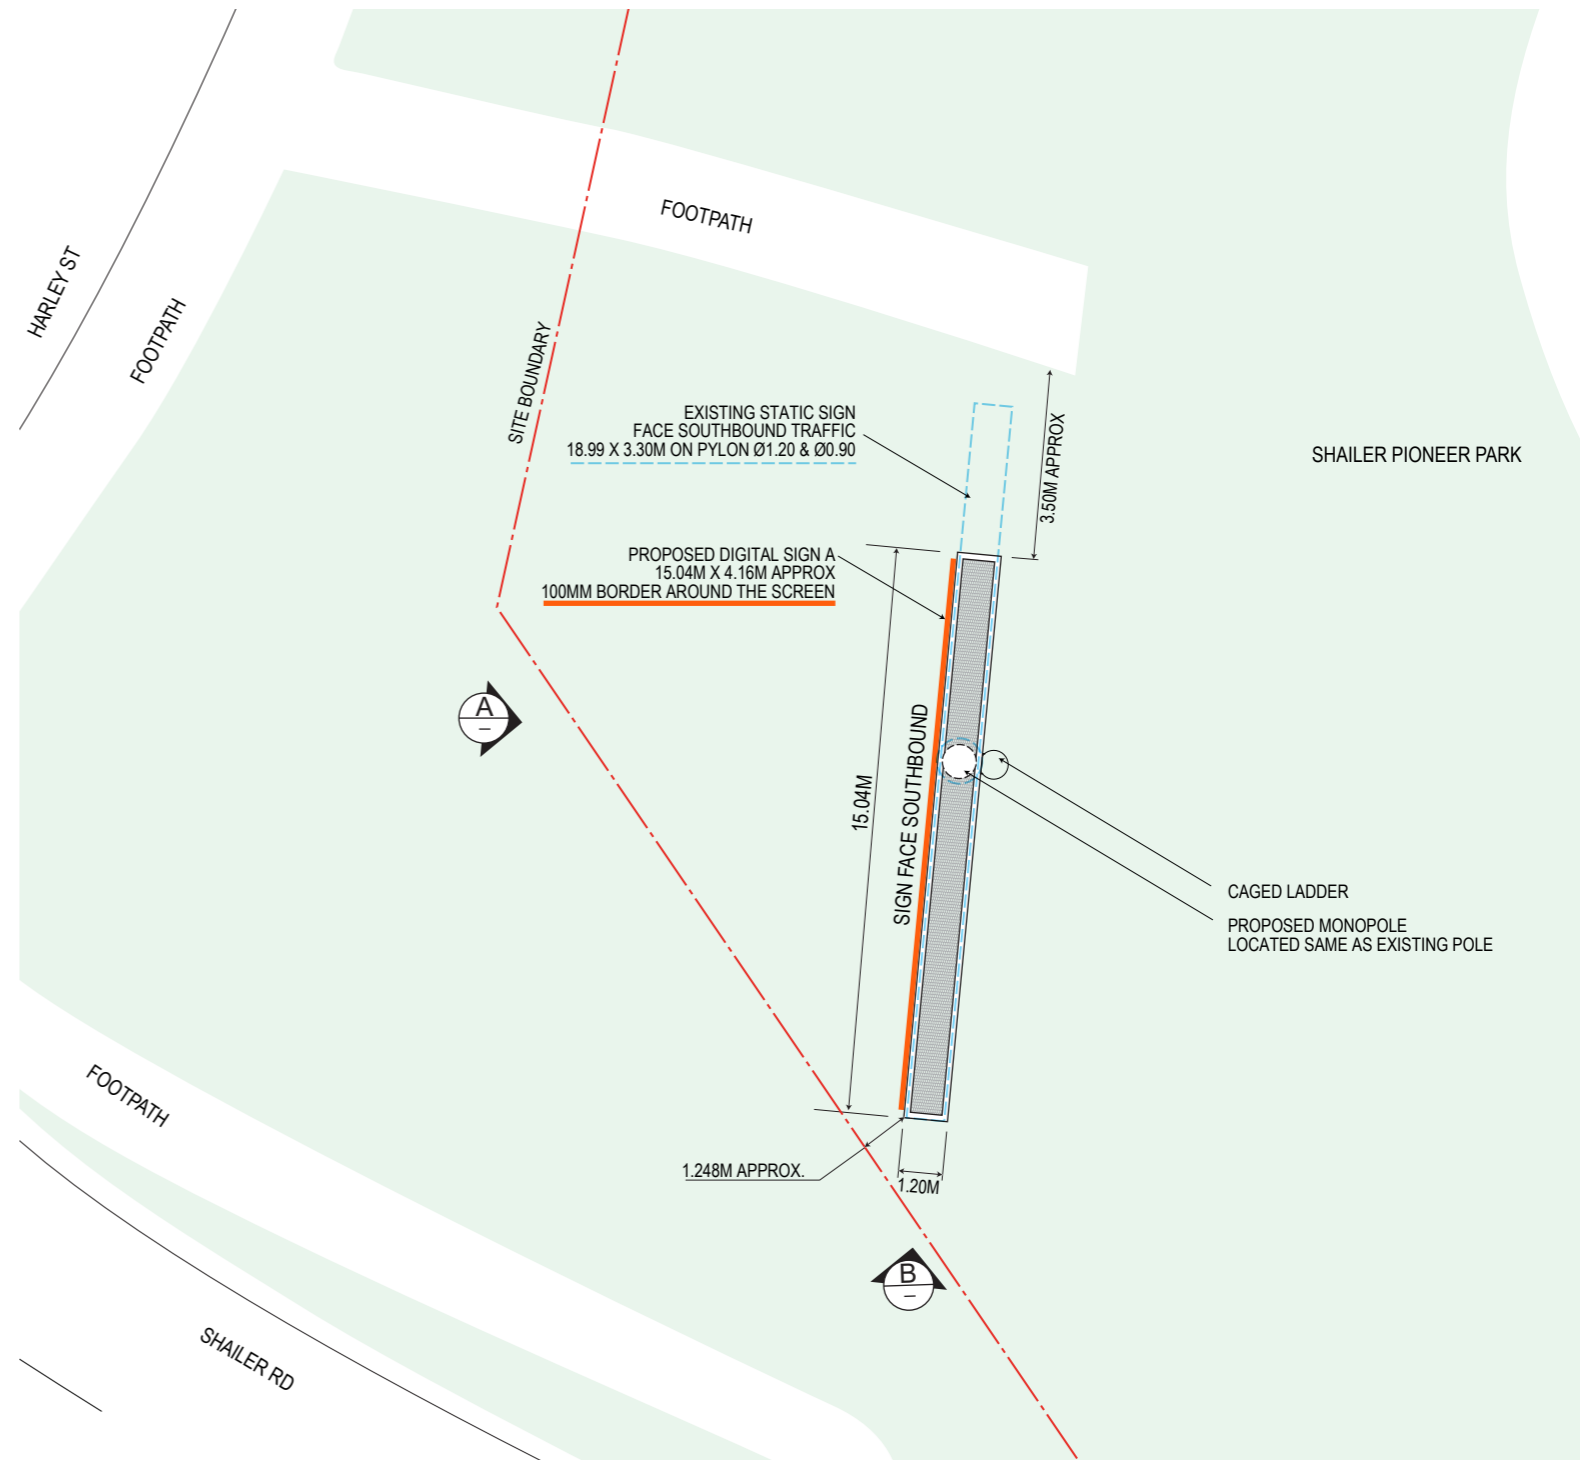 FOOTPATH
HARLEY ST
FOOTPATH
SITE BOUNDARY
EXISTING STATIC SIGN
FACE SOUTHBOUND TRAFFIC
18.99 X 3.30M ON PYLON Ø1.20 & Ø0.90
3.50M APPROX
SHAILER PIONEER PARK
PROPOSED DIGITAL SIGN A
15.04M X 4.16M APPROX
100MM BORDER AROUND THE SCREEN
A
–
15.04M
SIGN FACE SOUTHBOUND
CAGED LADDER
PROPOSED MONOPOLE
LOCATED SAME AS EXISTING POLE
FOOTPATH
1.248M APPROX.
1.20M
B
–
SHAILER RD